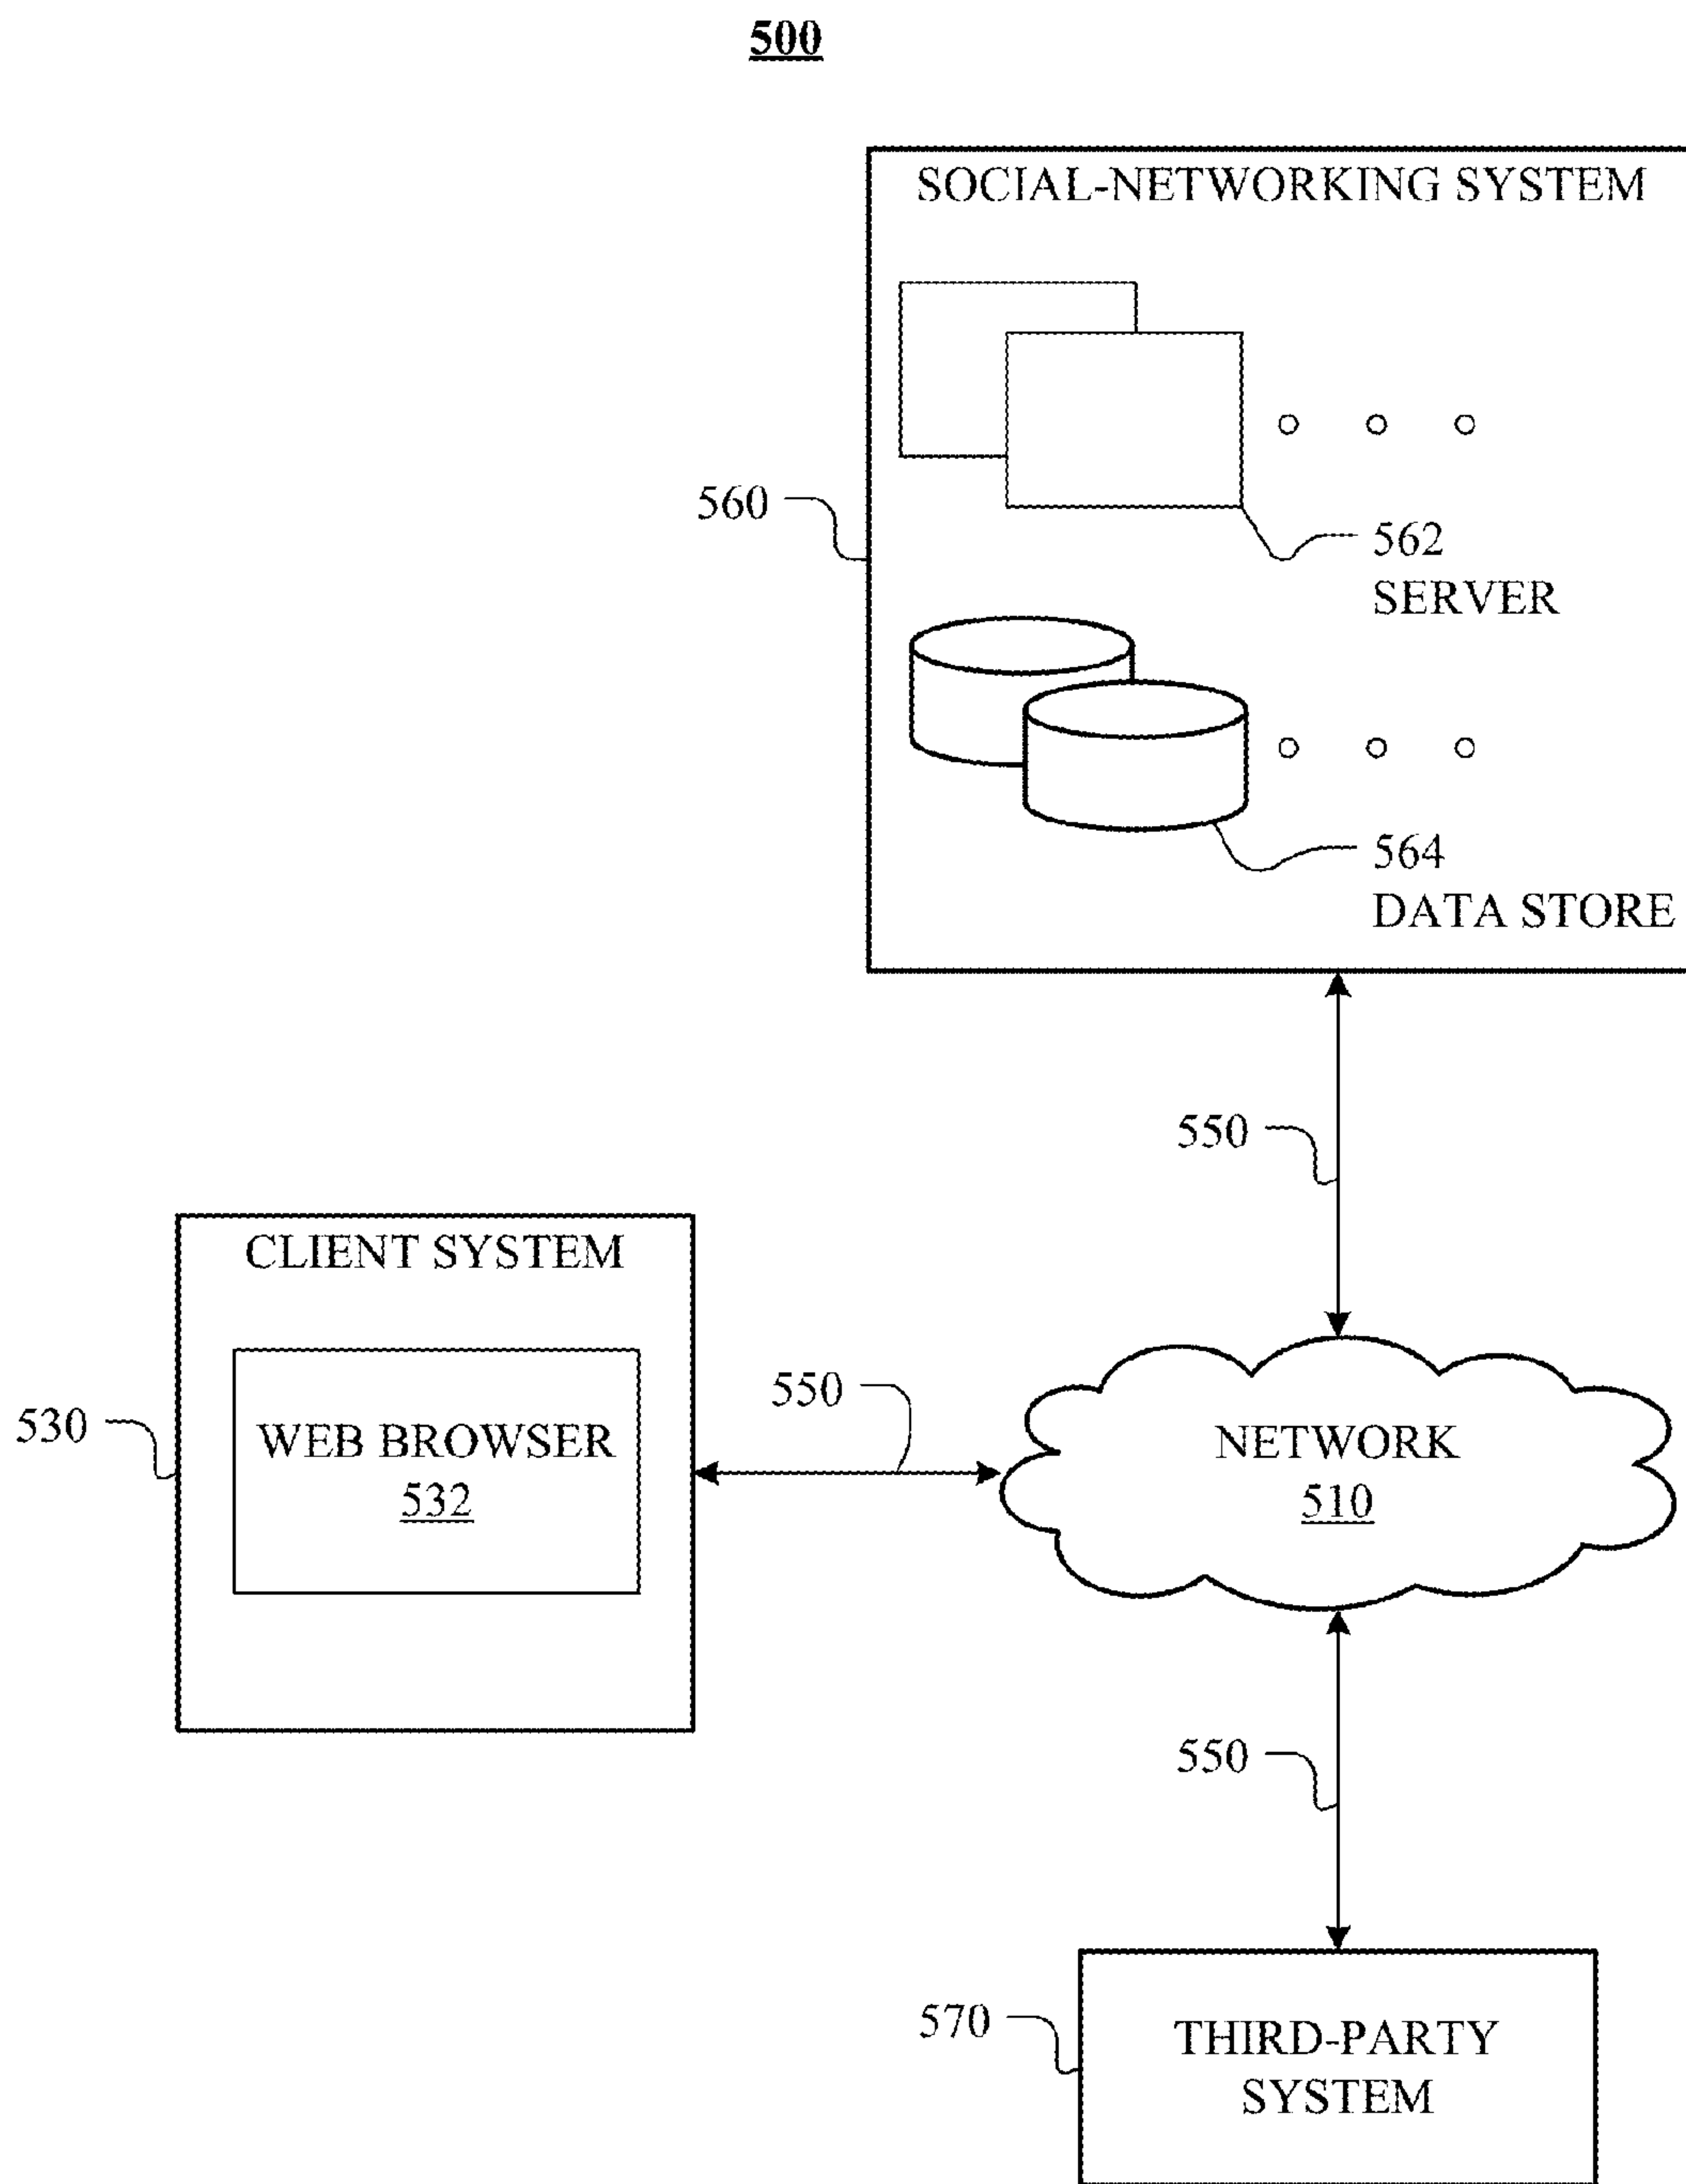 500
SOCIAL-NETWORKING SYSTEM
560
562
SERVER
564
DATA STORE
550
CLIENT SYSTEM
530
WEB BROWSER
532
550
NETWORK
510
550
570
THIRD-PARTY
SYSTEM